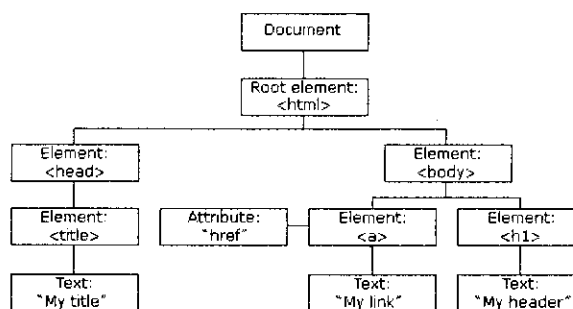 Document
Root element:
<html>
Element:
<head>
Element:
<body>
Element:
<title>
Attribute:
"href"
Element:
<a>
Element:
<h1>
Text:
"My title"
Text:
"My link"
Text:
"My header"